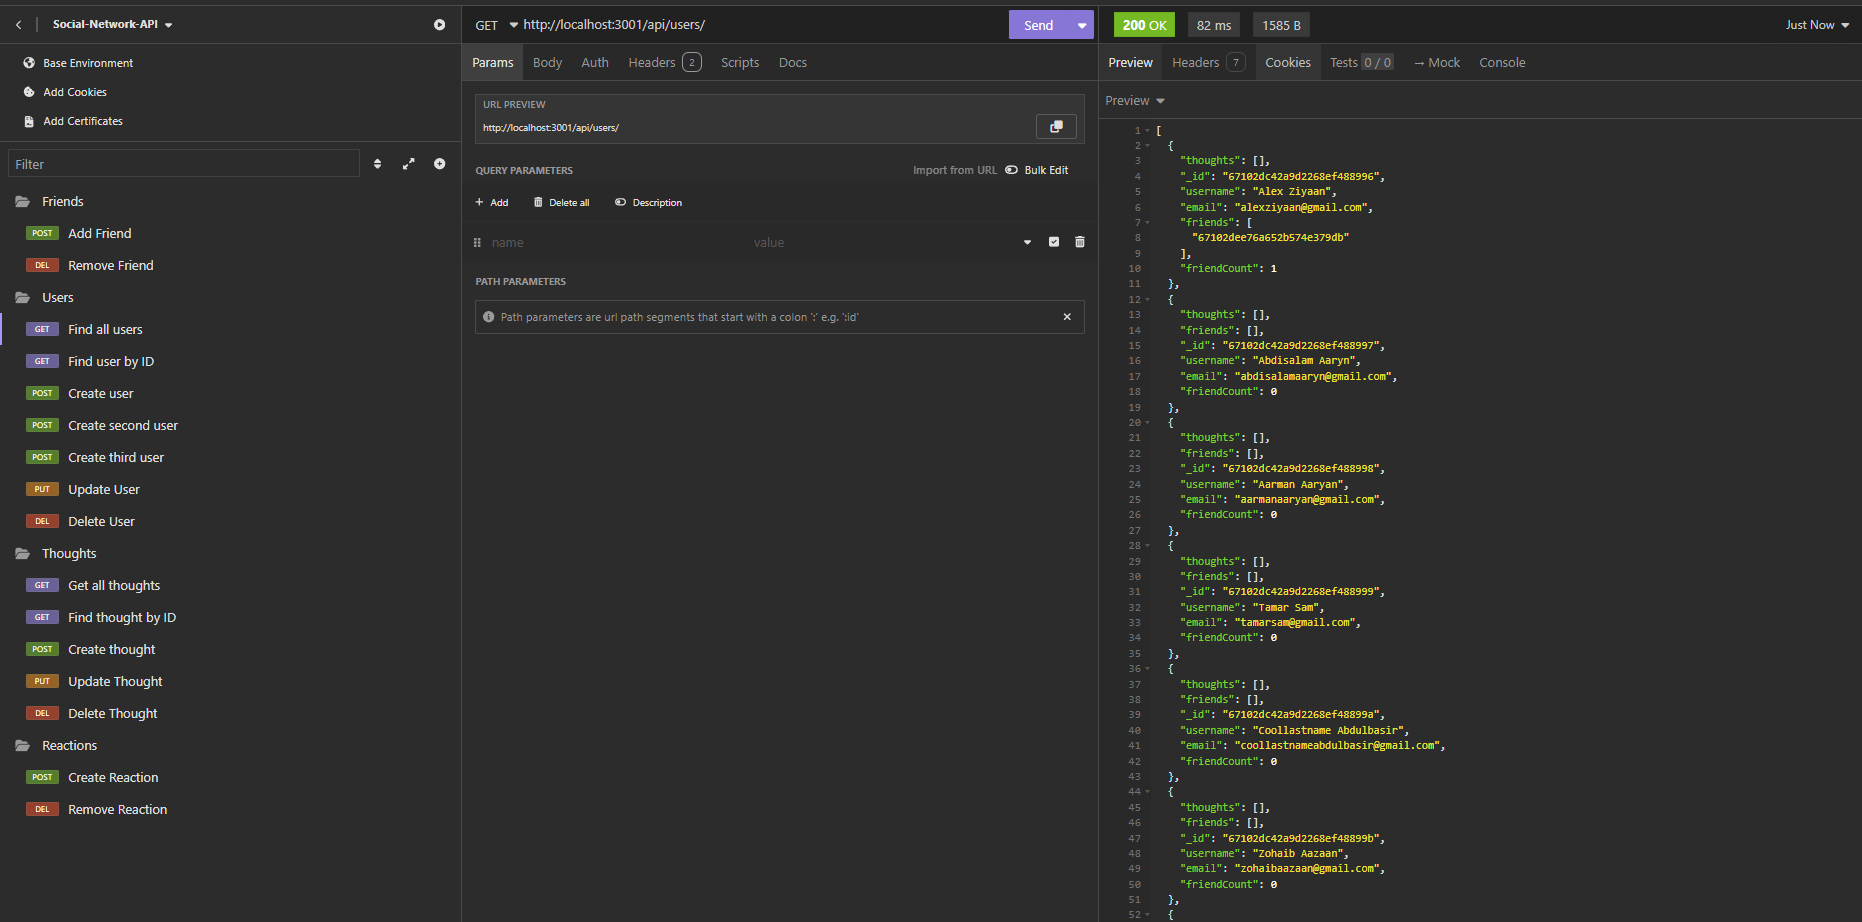 Social-Network-API
Base Environment
Add Cookies
Add Certificates
Filter
Friends
POST Add Friend
DEL Remove Friend
Users
GET Find all users
GET Find user by ID
POST Create user
POST Create second user
POST Create third user
PUT Update User
DEL Delete User
Thoughts
GET Get all thoughts
GET Find thought by ID
POST Create thought
PUT Update Thought
DEL Delete Thought
Reactions
POST Create Reaction
DEL Remove Reaction
GET http://localhost:3001/api/users/ Send
Params Body Auth Headers 2 Scripts Docs
URL PREVIEW
http://localhost:3001/api/users/
QUERY PARAMETERS Import from URL Bulk Edit
+ Add Delete all Description
name value
PATH PARAMETERS
Path parameters are url path segments that start with a colon ':' e.g. ':id'
200 OK 82 ms 1585 B Just Now
Preview Headers 7 Cookies Tests 0 / 0 → Mock Console
Preview
1 [
2 {
3 "thoughts": [],
4 "_id": "67102dc42a9d2268ef488996",
5 "username": "Alex Ziyaan",
6 "email": "alexziyaan@gmail.com",
7 "friends": [
8 "67102dee76a652b574e379db"
9 ],
10 "friendCount": 1
11 },
12 {
13 "thoughts": [],
14 "friends": [],
15 "_id": "67102dc42a9d2268ef488997",
16 "username": "Abdisalam Aaryn",
17 "email": "abdisalamaaryn@gmail.com",
18 "friendCount": 0
19 },
20 {
21 "thoughts": [],
22 "friends": [],
23 "_id": "67102dc42a9d2268ef488998",
24 "username": "Aarman Aaryan",
25 "email": "aarmanaaryan@gmail.com",
26 "friendCount": 0
27 },
28 {
29 "thoughts": [],
30 "friends": [],
31 "_id": "67102dc42a9d2268ef488999",
32 "username": "Tamar Sam",
33 "email": "tamarsam@gmail.com",
34 "friendCount": 0
35 },
36 {
37 "thoughts": [],
38 "friends": [],
39 "_id": "67102dc42a9d2268ef48899a",
40 "username": "Coollastname Abdulbasir",
41 "email": "coollastnameabdulbasir@gmail.com",
42 "friendCount": 0
43 },
44 {
45 "thoughts": [],
46 "friends": [],
47 "_id": "67102dc42a9d2268ef48899b",
48 "username": "Zohaib Aazaan",
49 "email": "zohaibaazaan@gmail.com",
50 "friendCount": 0
51 },
52 {